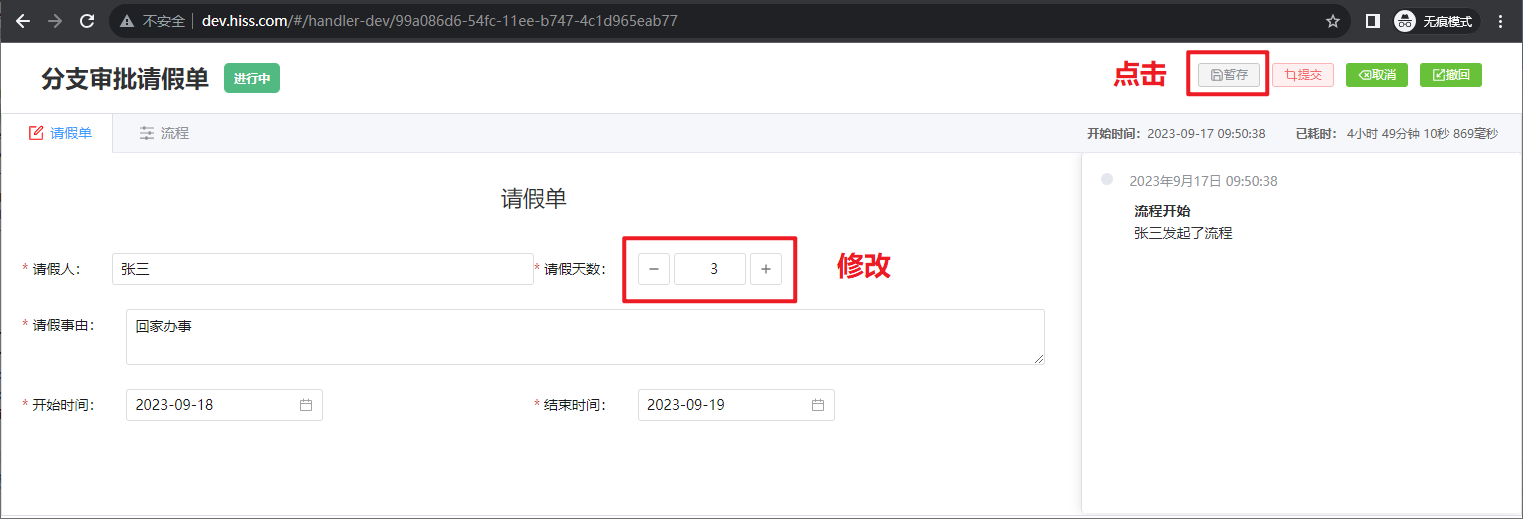 不安全 dev.hiss.com/#/handler-dev/99a086d6-54fc-11ee-b747-4c1d965eab77 无痕模式
分支审批请假单 进行中 点击 暂存 提交 取消 撤回
请假单 流程 开始时间：2023-09-17 09:50:38 已耗时： 4小时 49分钟 10秒 869毫秒
请假单
2023年9月17日 09:50:38
流程开始
张三发起了流程
* 请假人： 张三 * 请假天数： − 3 + 修改
* 请假事由： 回家办事
* 开始时间： 2023-09-18 * 结束时间： 2023-09-19